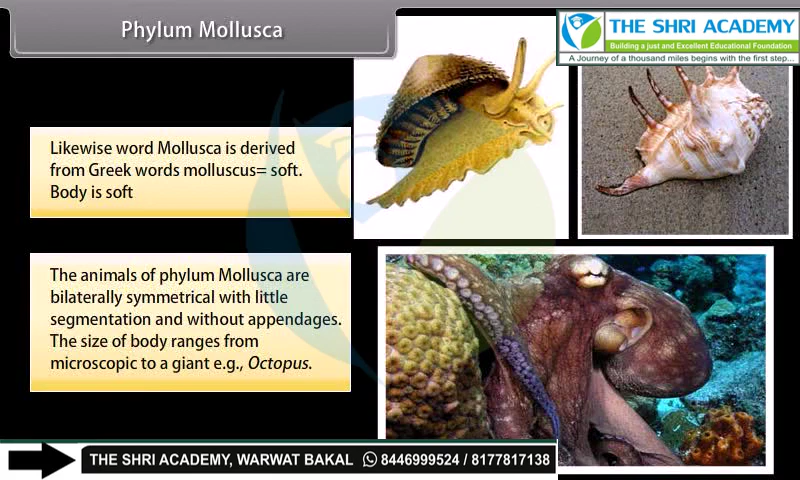 Phylum Mollusca
THE SHRI ACADEMY
Building a just and Excellent Educational Foundation
A Journey of a thousand miles begins with the first step...
Likewise word Mollusca is derived
from Greek words molluscus= soft.
Body is soft
The animals of phylum Mollusca are
bilaterally symmetrical with little
segmentation and without appendages.
The size of body ranges from
microscopic to a giant e.g., Octopus.
THE SHRI ACADEMY, WARWAT BAKAL 8446999524 / 8177817138